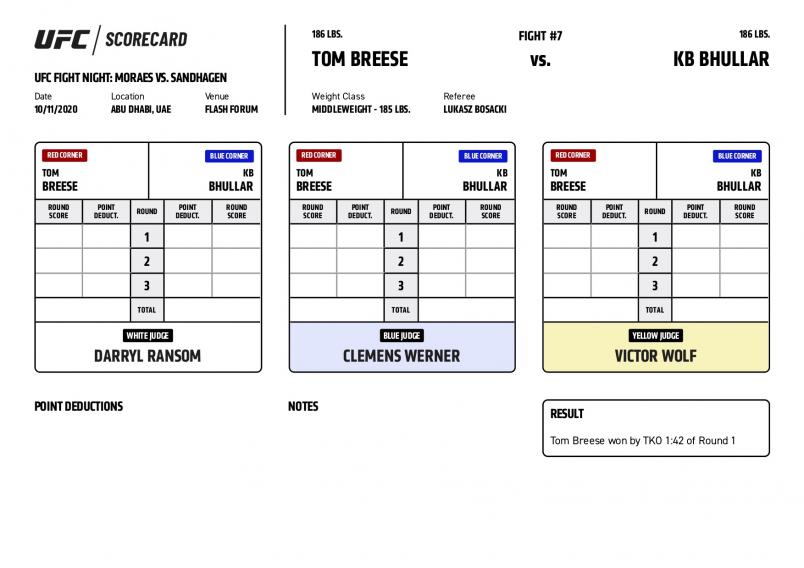 UFC / SCORECARD
UFC FIGHT NIGHT: MORAES VS. SANDHAGEN
Date Location Venue
10/11/2020 ABU DHABI, UAE FLASH FORUM
186 LBS. FIGHT #7 186 LBS.
TOM BREESE vs. KB BHULLAR
Weight Class Referee
MIDDLEWEIGHT - 185 LBS. LUKASZ BOSACKI
RED CORNER BLUE CORNER
TOM KB
BREESE BHULLAR
ROUND SCORE POINT DEDUCT. ROUND POINT DEDUCT. ROUND SCORE
1
2
3
TOTAL
WHITE JUDGE
DARRYL RANSOM
RED CORNER BLUE CORNER
TOM KB
BREESE BHULLAR
ROUND SCORE POINT DEDUCT. ROUND POINT DEDUCT. ROUND SCORE
1
2
3
TOTAL
BLUE JUDGE
CLEMENS WERNER
RED CORNER BLUE CORNER
TOM KB
BREESE BHULLAR
ROUND SCORE POINT DEDUCT. ROUND POINT DEDUCT. ROUND SCORE
1
2
3
TOTAL
YELLOW JUDGE
VICTOR WOLF
POINT DEDUCTIONS
NOTES
RESULT
Tom Breese won by TKO 1:42 of Round 1